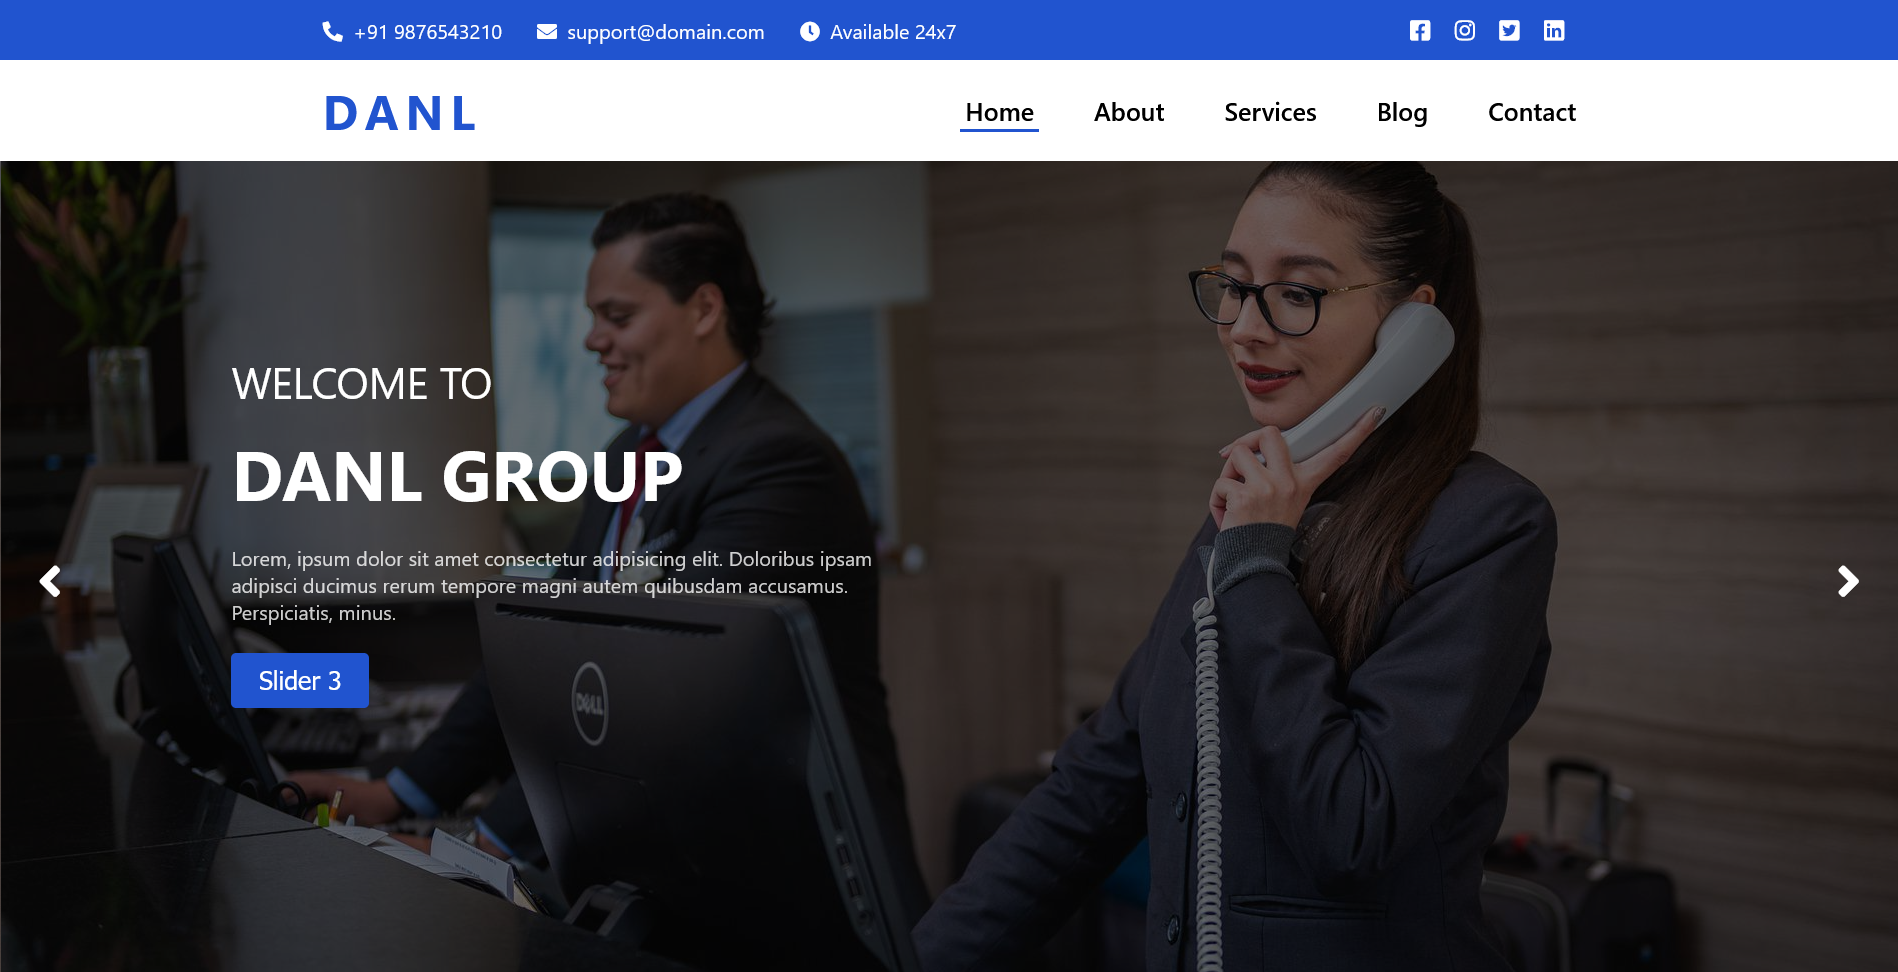 +91 9876543210 support@domain.com Available 24x7
DANL Home About Services Blog Contact
WELCOME TO
DANL GROUP
Lorem, ipsum dolor sit amet consectetur adipisicing elit. Doloribus ipsam
adipisci ducimus rerum tempore magni autem quibusdam accusamus.
Perspiciatis, minus.
Slider 3